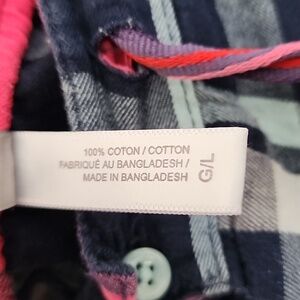 100% COTON / COTTON
FABRIQUÉ AU BANGLADESH /
MADE IN BANGLADESH
G/L